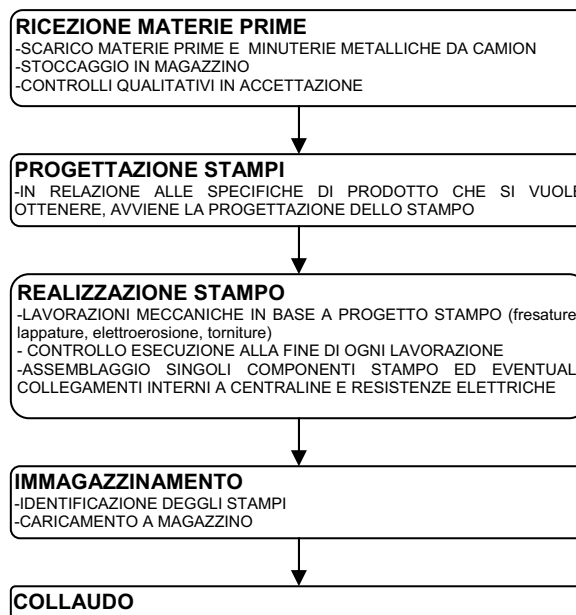 RICEZIONE MATERIE PRIME
-SCARICO MATERIE PRIME E MINUTERIE METALLICHE DA CAMION
-STOCCAGGIO IN MAGAZZINO
-CONTROLLI QUALITATIVI IN ACCETTAZIONE
PROGETTAZIONE STAMPI
-IN RELAZIONE ALLE SPECIFICHE DI PRODOTTO CHE SI VUOLE
OTTENERE, AVVIENE LA PROGETTAZIONE DELLO STAMPO
REALIZZAZIONE STAMPO
-LAVORAZIONI MECCANICHE IN BASE A PROGETTO STAMPO (fresature
lappature, elettroerosione, torniture)
- CONTROLLO ESECUZIONE ALLA FINE DI OGNI LAVORAZIONE
-ASSEMBLAGGIO SINGOLI COMPONENTI STAMPO ED EVENTUAL
COLLEGAMENTI INTERNI A CENTRALINE E RESISTENZE ELETTRICHE
IMMAGAZZINAMENTO
-IDENTIFICAZIONE DEGGLI STAMPI
-CARICAMENTO A MAGAZZINO
COLLAUDO